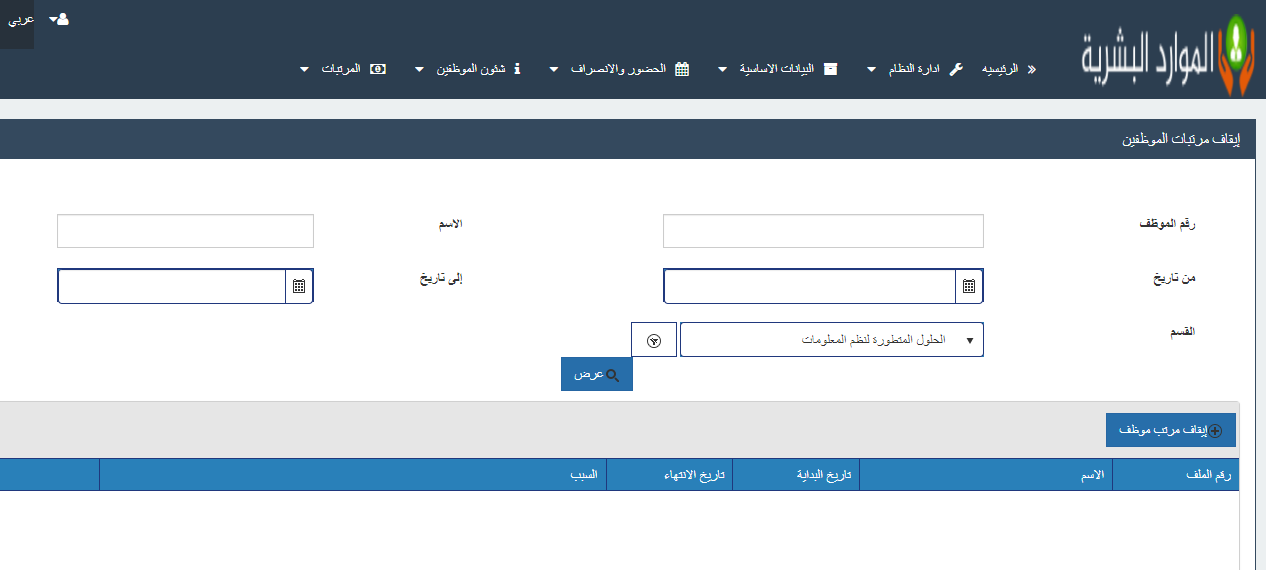 عربي
الموارد البشرية
الرئيسيه
ادارة النظام
البيانات الاساسية
الحضور والانصراف
شئون الموظفين
المرتبات
إيقاف مرتبات الموظفين
رقم الموظف
الاسم
من تاريخ
إلى تاريخ
القسم
الحلول المتطورة لنظم المعلومات
عرض
إيقاف مرتب موظف
رقم الملف الاسم تاريخ البداية تاريخ الانتهاء السبب